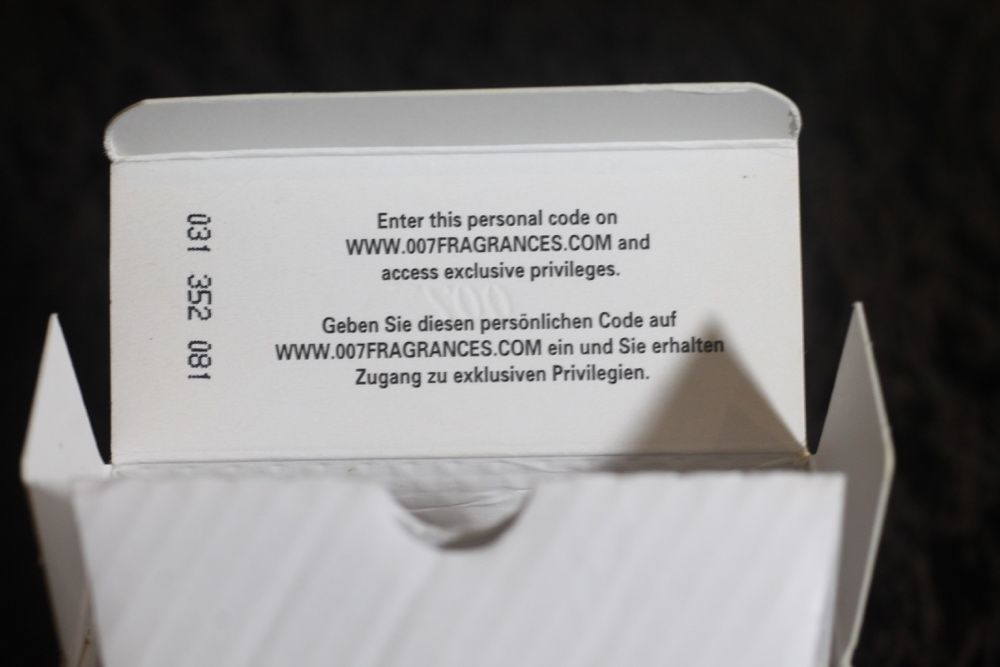 031 352 081
Enter this personal code on
WWW.007FRAGRANCES.COM and
access exclusive privileges.
Geben Sie diesen persönlichen Code auf
WWW.007FRAGRANCES.COM ein und Sie erhalten
Zugang zu exklusiven Privilegien.